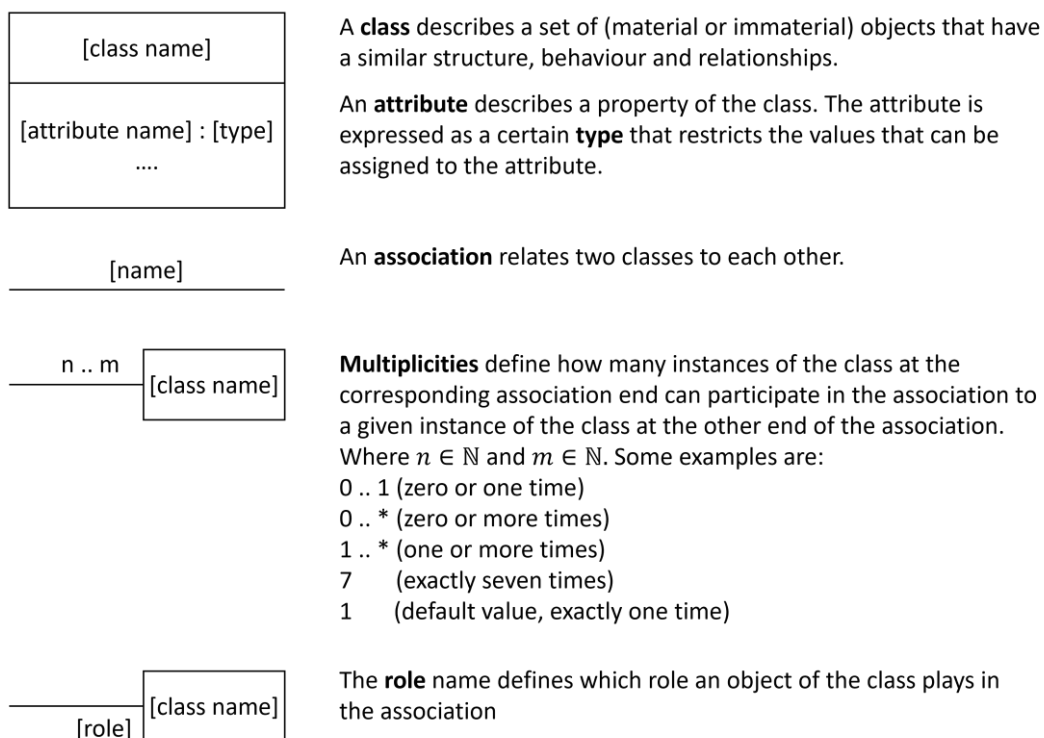 [class name]
A class describes a set of (material or immaterial) objects that have
a similar structure, behaviour and relationships.
[attribute name] : [type]
....
An attribute describes a property of the class. The attribute is
expressed as a certain type that restricts the values that can be
assigned to the attribute.
[name]
An association relates two classes to each other.
n .. m
[class name]
Multiplicities define how many instances of the class at the
corresponding association end can participate in the association to
a given instance of the class at the other end of the association.
Where 𝑛 ∈ ℕ and 𝑚 ∈ ℕ. Some examples are:
0 .. 1 (zero or one time)
0 .. * (zero or more times)
1 .. * (one or more times)
7 (exactly seven times)
1 (default value, exactly one time)
[class name]
[role]
The role name defines which role an object of the class plays in
the association